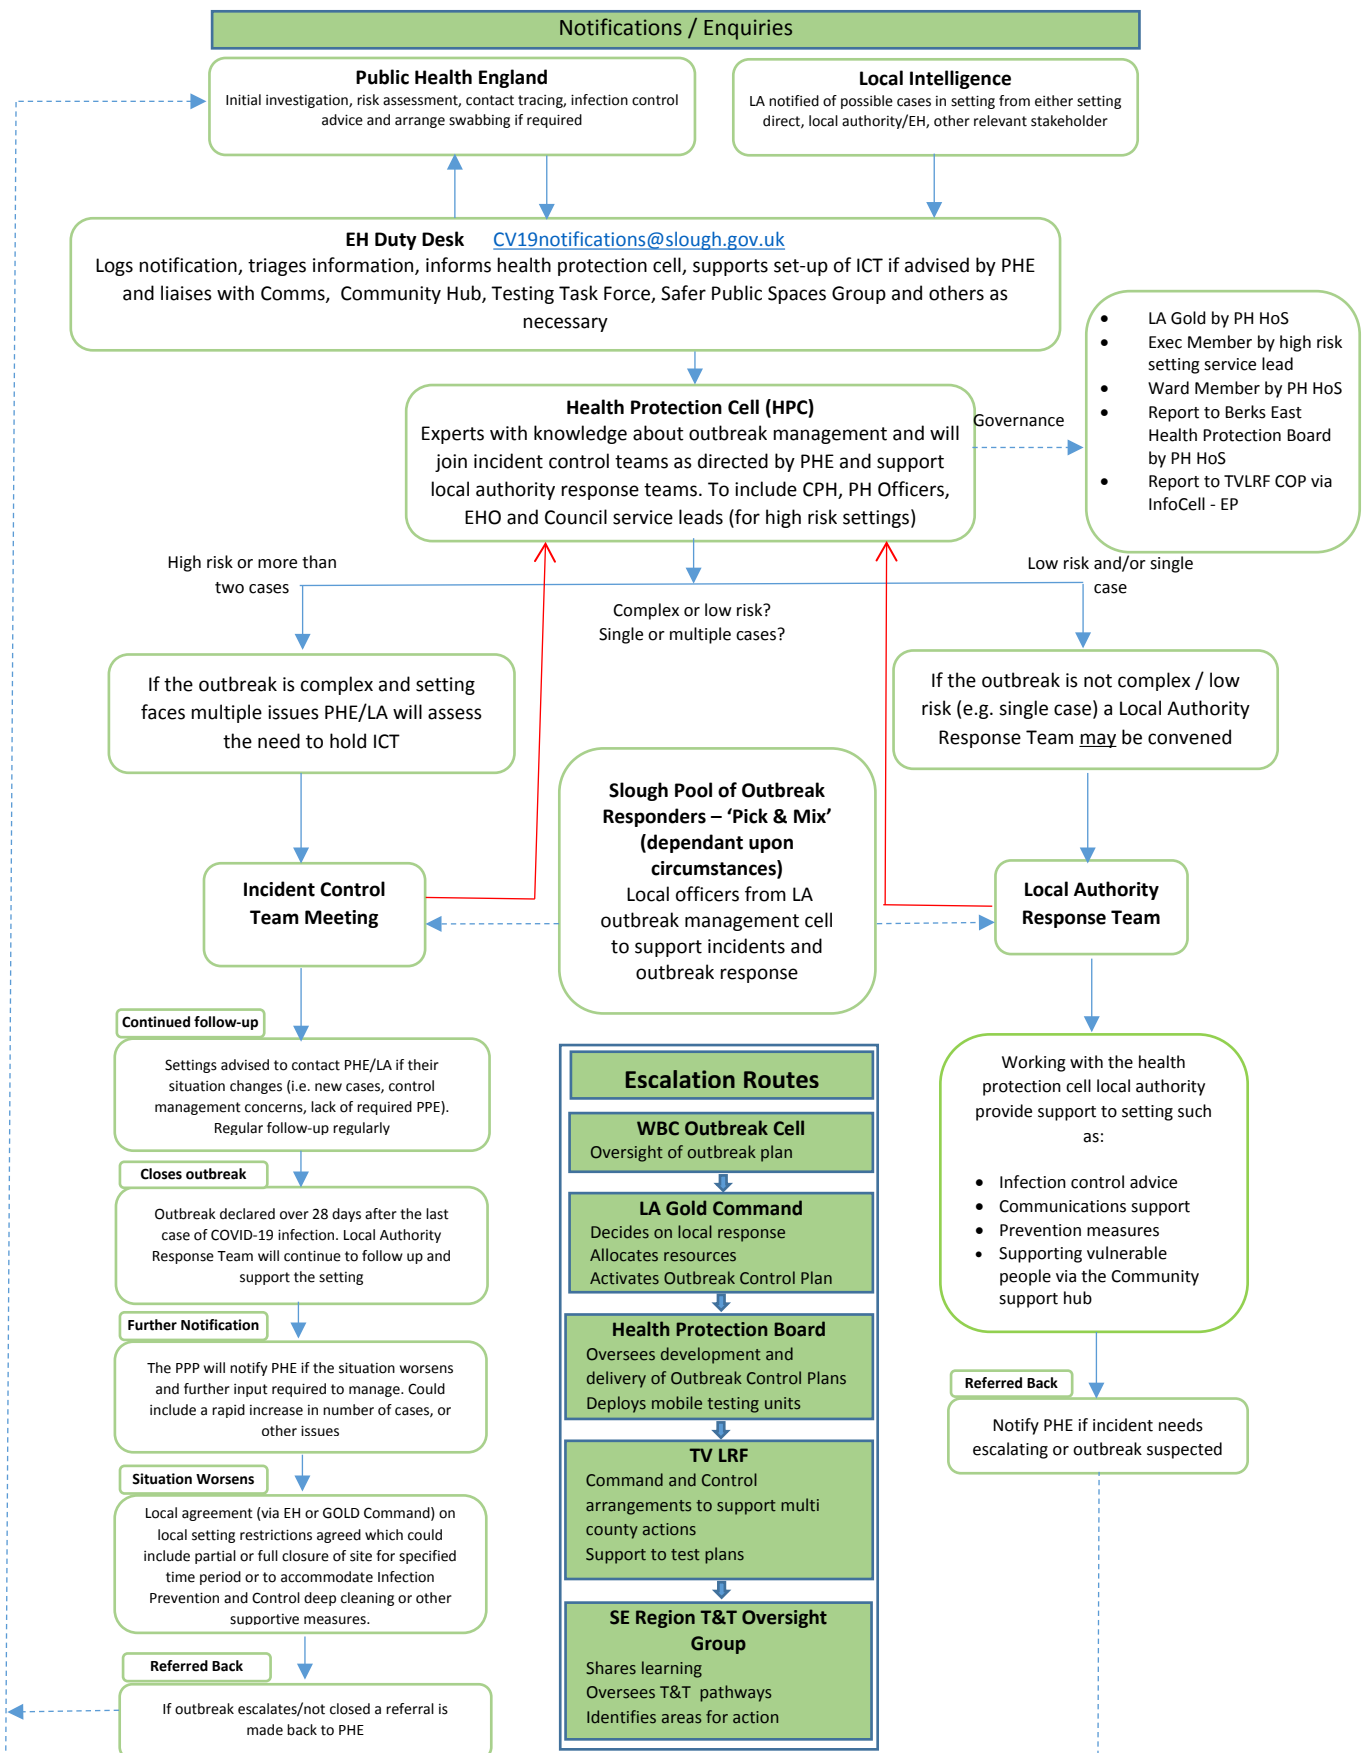 Notifications / Enquiries
Public Health England
Initial investigation, risk assessment, contact tracing, infection control
advice and arrange swabbing if required
Local Intelligence
LA notified of possible cases in setting from either setting
direct, local authority/EH, other relevant stakeholder
EH Duty Desk CV19notifications@slough.gov.uk
Logs notification, triages information, informs health protection cell, supports set-up of ICT if advised by PHE
and liaises with Comms, Community Hub, Testing Task Force, Safer Public Spaces Group and others as
necessary
Health Protection Cell (HPC)
Experts with knowledge about outbreak management and will
join incident control teams as directed by PHE and support
local authority response teams. To include CPH, PH Officers,
EHO and Council service leads (for high risk settings)
Governance
• LA Gold by PH HoS
• Exec Member by high risk
setting service lead
• Ward Member by PH HoS
• Report to Berks East
Health Protection Board
by PH HoS
• Report to TVLRF COP via
InfoCell - EP
High risk or more than
two cases
Complex or low risk?
Single or multiple cases?
Low risk and/or single
case
If the outbreak is complex and setting
faces multiple issues PHE/LA will assess
the need to hold ICT
If the outbreak is not complex / low
risk (e.g. single case) a Local Authority
Response Team may be convened
Slough Pool of Outbreak
Responders – ‘Pick & Mix’
(dependant upon
circumstances)
Local officers from LA
outbreak management cell
to support incidents and
outbreak response
Incident Control
Team Meeting
Local Authority
Response Team
Continued follow-up
Settings advised to contact PHE/LA if their
situation changes (i.e. new cases, control
management concerns, lack of required PPE).
Regular follow-up regularly
Closes outbreak
Outbreak declared over 28 days after the last
case of COVID-19 infection. Local Authority
Response Team will continue to follow up and
support the setting
Further Notification
The PPP will notify PHE if the situation worsens
and further input required to manage. Could
include a rapid increase in number of cases, or
other issues
Situation Worsens
Local agreement (via EH or GOLD Command) on
local setting restrictions agreed which could
include partial or full closure of site for specified
time period or to accommodate Infection
Prevention and Control deep cleaning or other
supportive measures.
Referred Back
If outbreak escalates/not closed a referral is
made back to PHE
Escalation Routes
WBC Outbreak Cell
Oversight of outbreak plan
LA Gold Command
Decides on local response
Allocates resources
Activates Outbreak Control Plan
Health Protection Board
Oversees development and
delivery of Outbreak Control Plans
Deploys mobile testing units
TV LRF
Command and Control
arrangements to support multi
county actions
Support to test plans
SE Region T&T Oversight
Group
Shares learning
Oversees T&T pathways
Identifies areas for action
Working with the health
protection cell local authority
provide support to setting such
as:
• Infection control advice
• Communications support
• Prevention measures
• Supporting vulnerable
people via the Community
support hub
Referred Back
Notify PHE if incident needs
escalating or outbreak suspected